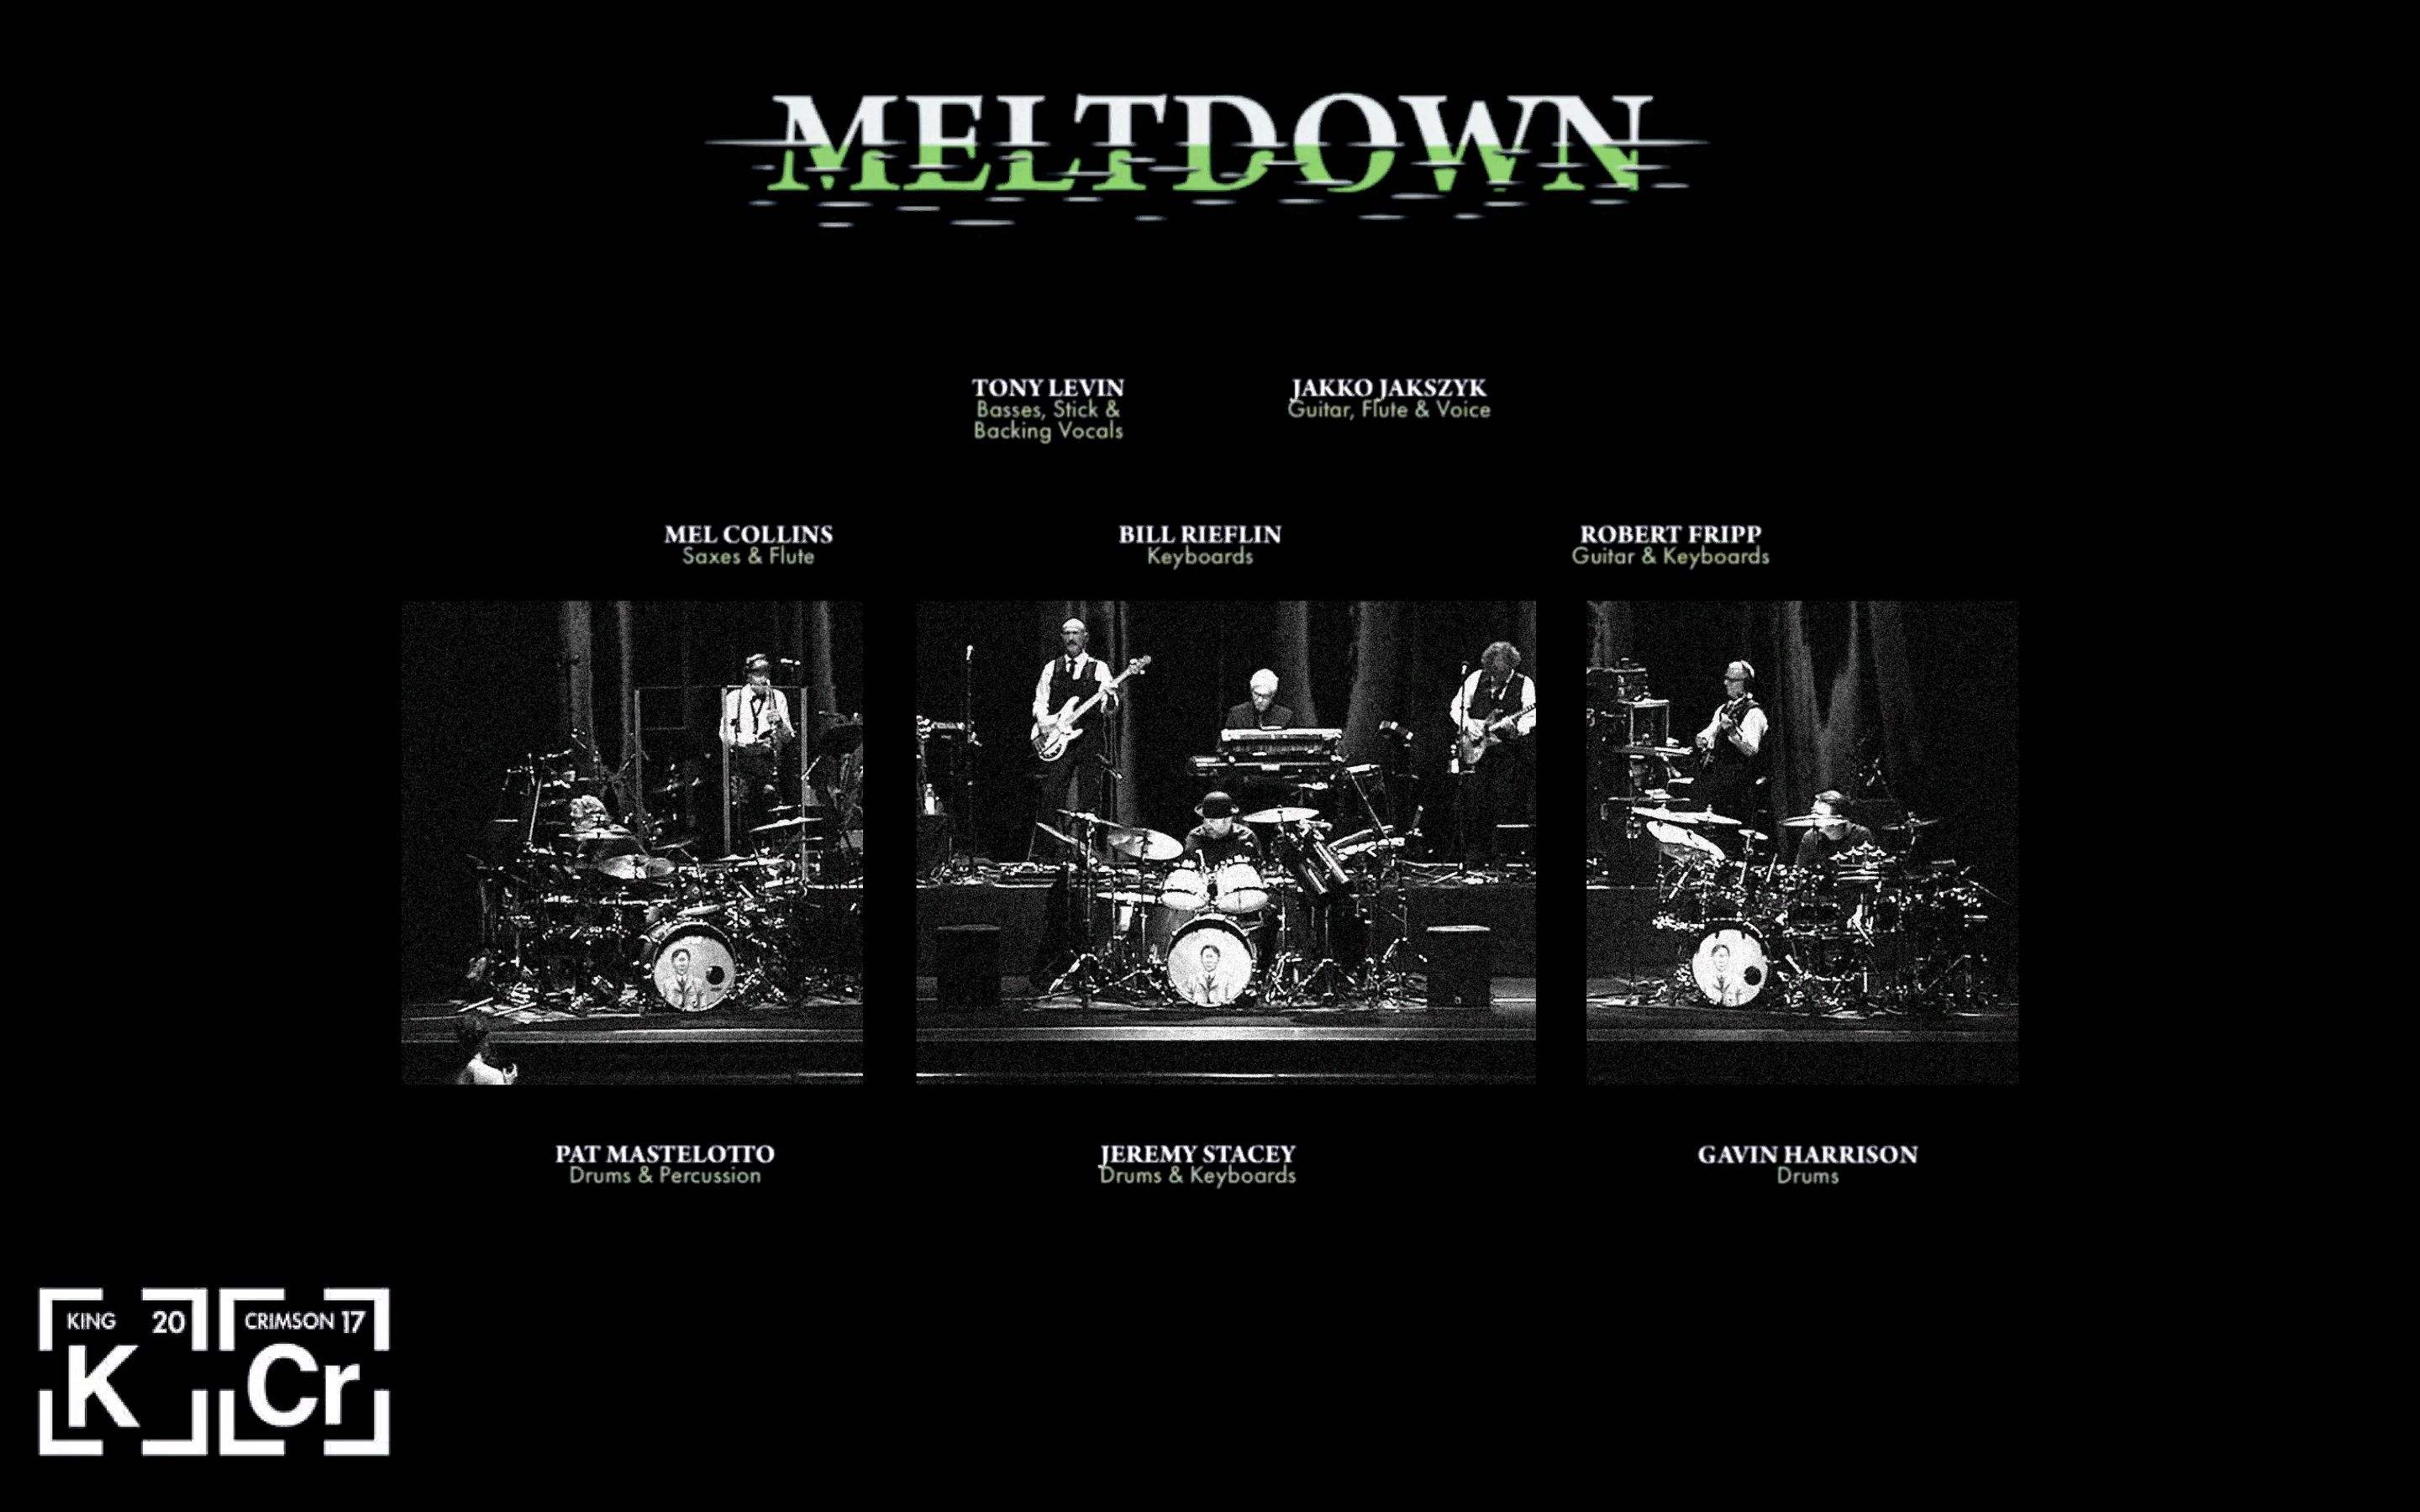 MELTDOWN
TONY LEVIN
Basses, Stick &
Backing Vocals
JAKKO JAKSZYK
Guitar, Flute & Voice
MEL COLLINS
Saxes & Flute
BILL RIEFLIN
Keyboards
ROBERT FRIPP
Guitar & Keyboards
PAT MASTELOTTO
Drums & Percussion
JEREMY STACEY
Drums & Keyboards
GAVIN HARRISON
Drums
KING 20
K
CRIMSON 17
Cr